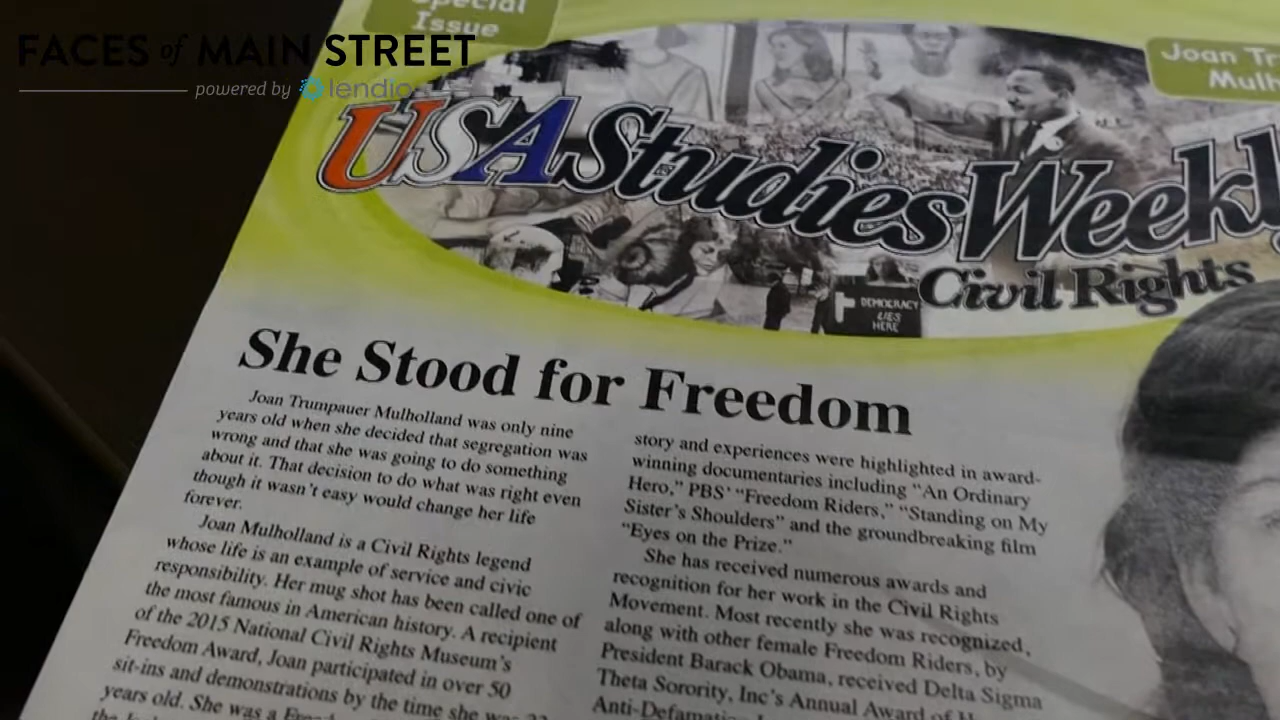 Special
Issue
FACES of MAIN STREET
powered by lendio
Joan
USA Studies Weekly
Civil Rights
DEMOCRACY
LIES
HERE
She Stood for Freedom
Joan Trumpauer Mulholland was only nine
years old when she decided that segregation was
wrong and that she was going to do something
about it. That decision to do what was right even
though it wasn't easy would change her life
forever.
Joan Mulholland is a Civil Rights legend
whose life is an example of service and civic
responsibility. Her mug shot has been called one of
the most famous in American history. A recipient
of the 2015 National Civil Rights Museum's
Freedom Award, Joan participated in over 50
sit-ins and demonstrations by the time she was 23
years old. She was a
story and experiences were highlighted in award-
winning documentaries including "An Ordinary
Hero," PBS' "Freedom Riders," "Standing on My
Sister's Shoulders" and the groundbreaking film
"Eyes on the Prize."
She has received numerous awards and
recognition for her work in the Civil Rights
Movement. Most recently she was recognized,
along with other female Freedom Riders, by
President Barack Obama, received Delta Sigma
Theta Sorority, Inc's Annual Award of